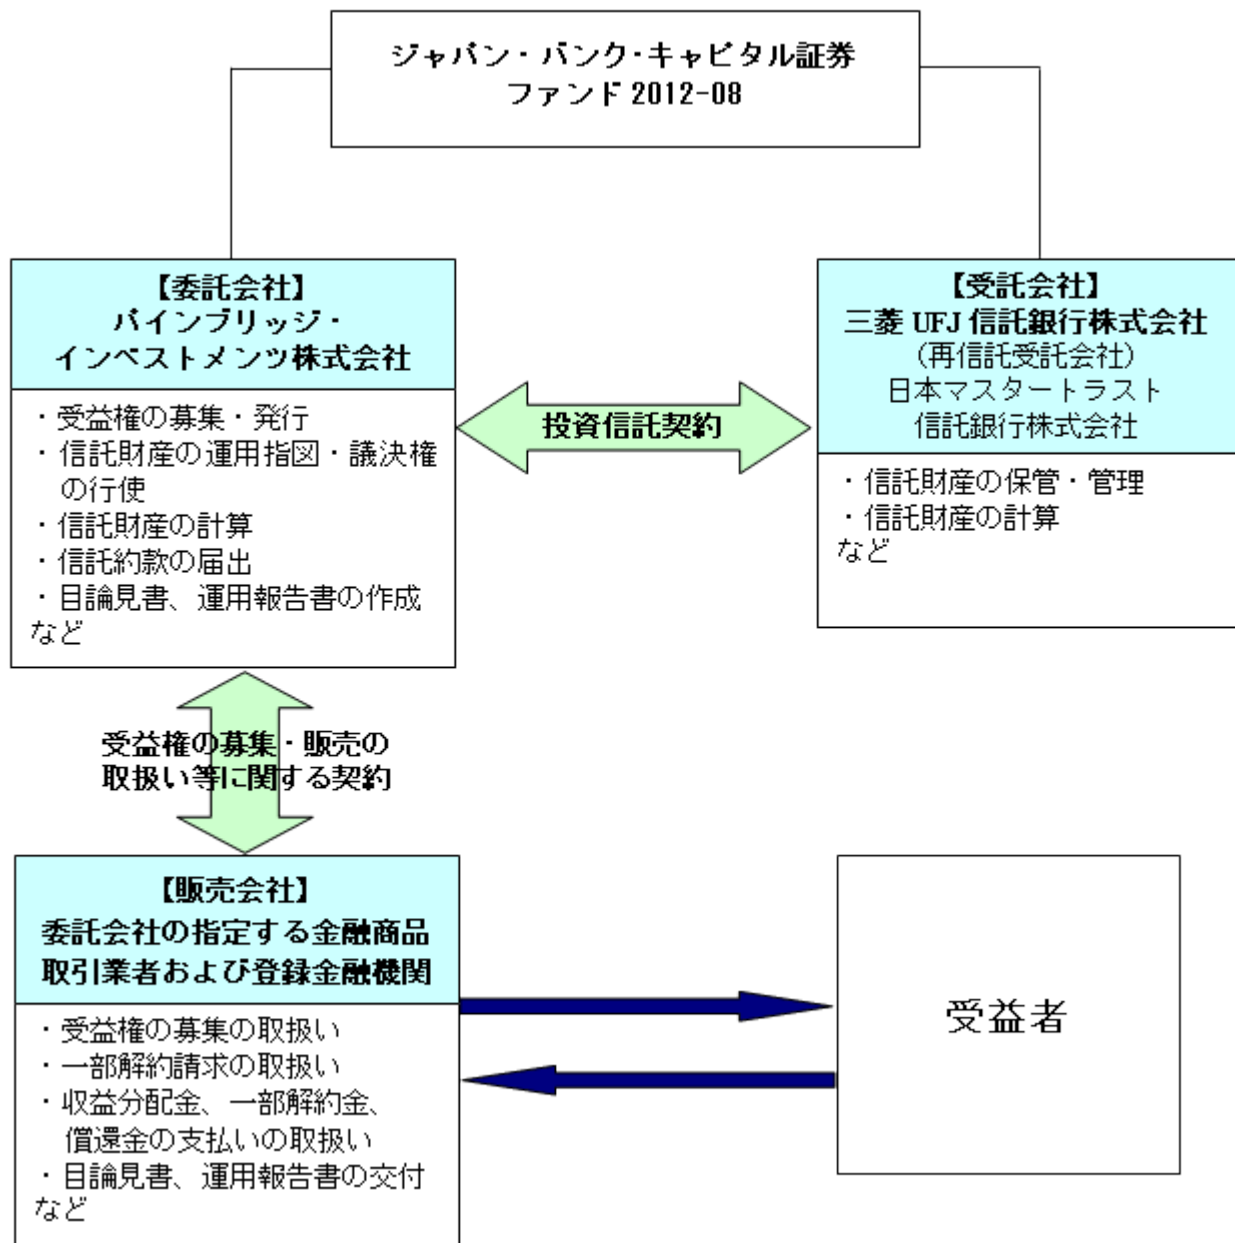 ジャパン・バンク・キャピタル証券
ファンド 2012-08
【委託会社】
パインブリッジ・
インベストメンツ株式会社
・受益権の募集・発行
・信託財産の運用指図・議決権
の行使
・信託財産の計算
・信託約款の届出
・目論見書、運用報告書の作成
など
投資信託契約
【受託会社】
三菱 UFJ 信託銀行株式会社
（再信託受託会社）
日本マスタートラスト
信託銀行株式会社
・信託財産の保管・管理
・信託財産の計算
など
受益権の募集・販売の
取扱い等に関する契約
【販売会社】
委託会社の指定する金融商品
取引業者および登録金融機関
・受益権の募集の取扱い
・一部解約請求の取扱い
・収益分配金、一部解約金、
償還金の支払いの取扱い
・目論見書、運用報告書の交付
など
受益者